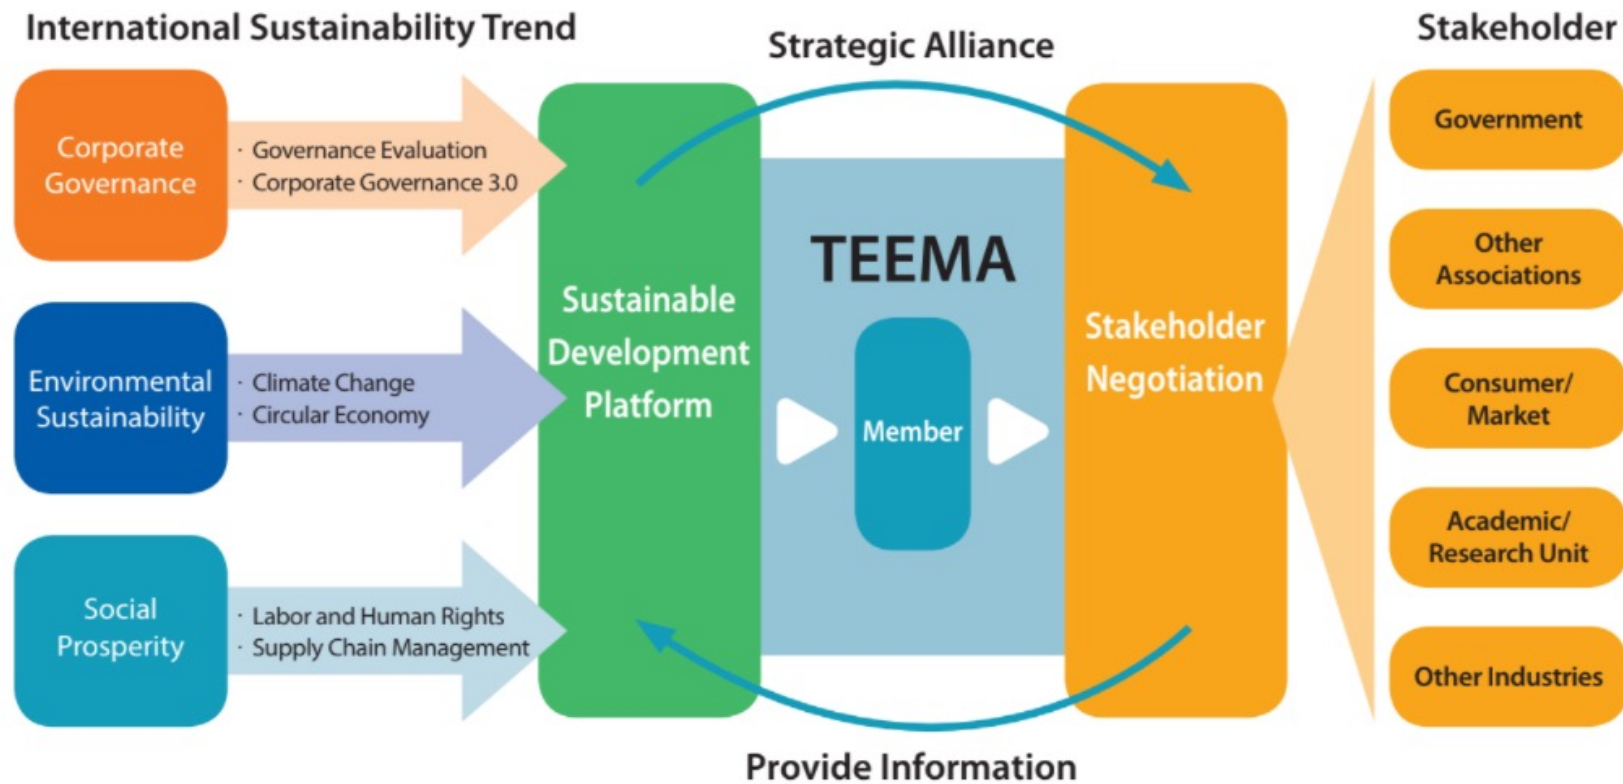 International Sustainability Trend
Corporate
Governance
· Governance Evaluation
· Corporate Governance 3.0
Environmental
Sustainability
· Climate Change
· Circular Economy
Social
Prosperity
· Labor and Human Rights
· Supply Chain Management
Sustainable
Development
Platform
Strategic Alliance
TEEMA
Member
Provide Information
Stakeholder
Negotiation
Stakeholder
Government
Other
Associations
Consumer/
Market
Academic/
Research Unit
Other Industries